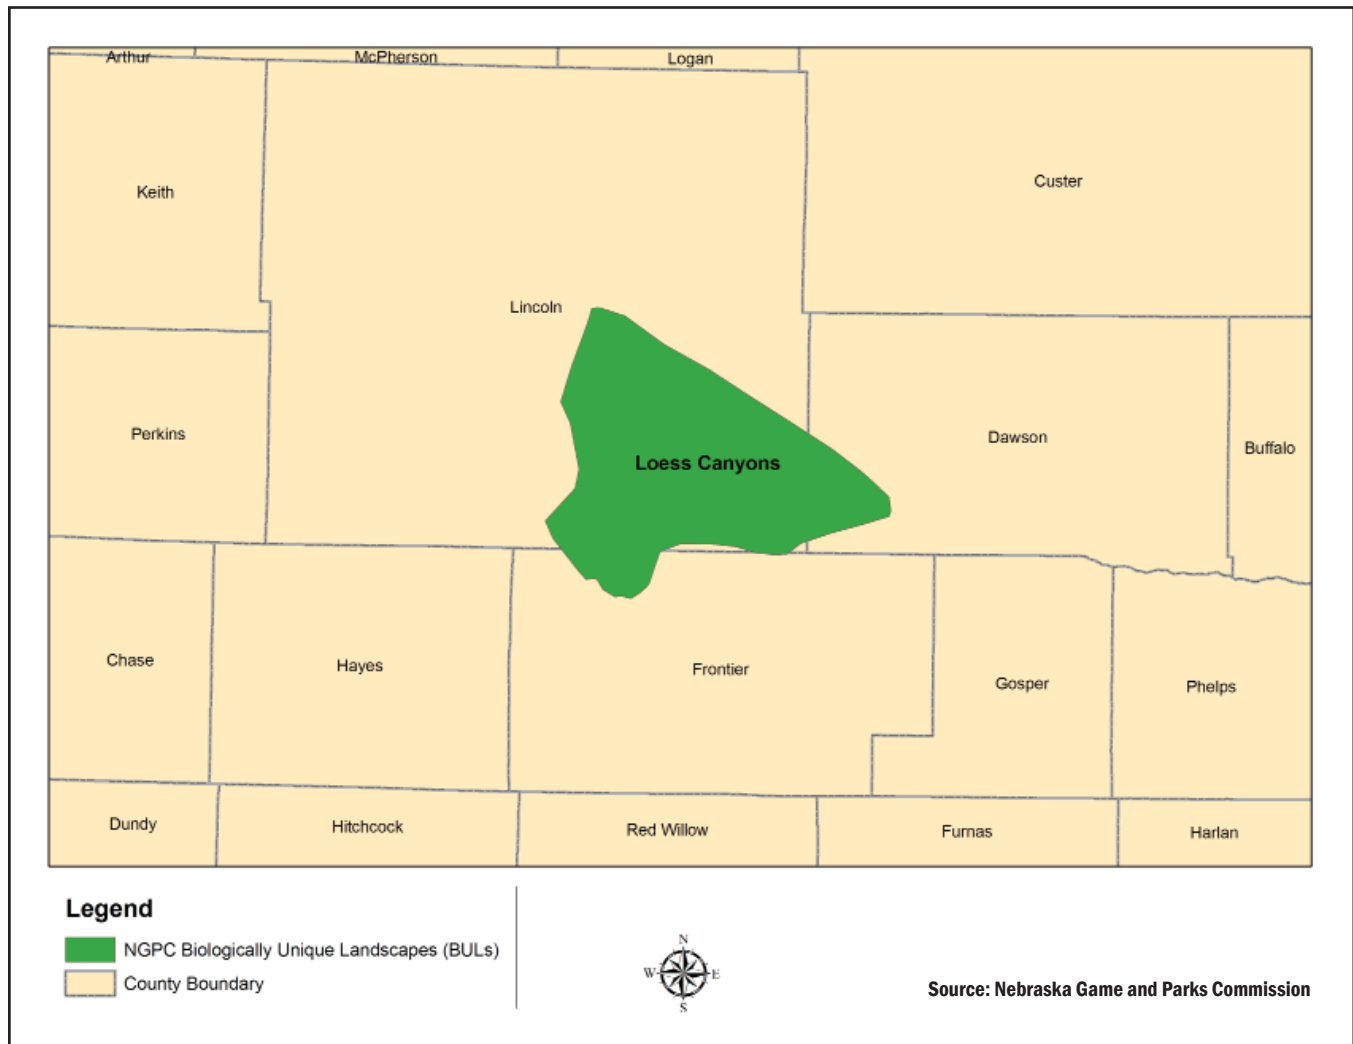 Arthur
McPherson
Logan
Keith
Custer
Lincoln
Perkins
Dawson
Buffalo
Loess Canyons
Chase
Hayes
Frontier
Gosper
Phelps
Dundy
Hitchcock
Red Willow
Furnas
Harlan
Legend
NGPC Biologically Unique Landscapes (BULs)
County Boundary
N
W E
S
Source: Nebraska Game and Parks Commission